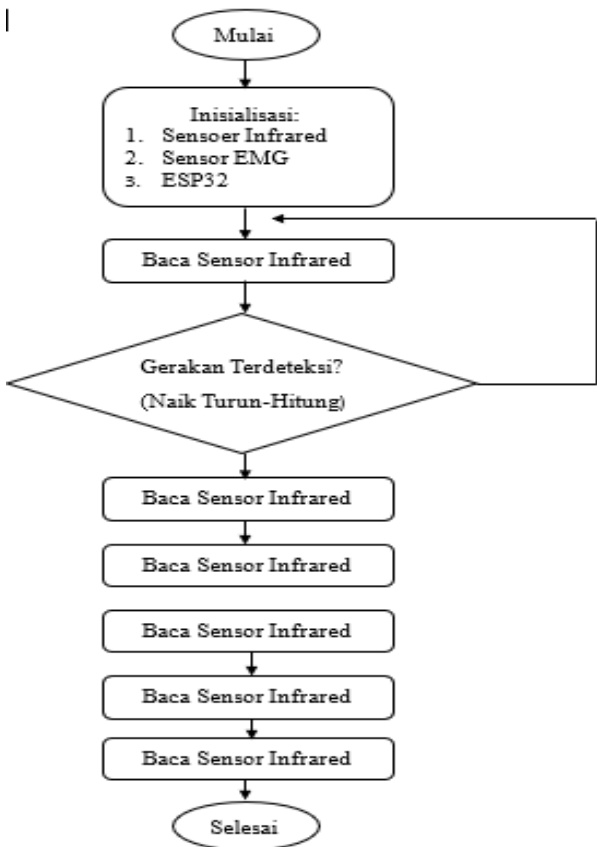 Mulai
Inisialisasi:
1. Sensoer Infrared
2. Sensor EMG
3. ESP32
Baca Sensor Infrared
Gerakan Terdeteksi?
(Naik Turun-Hitung)
Baca Sensor Infrared
Baca Sensor Infrared
Baca Sensor Infrared
Baca Sensor Infrared
Baca Sensor Infrared
Selesai